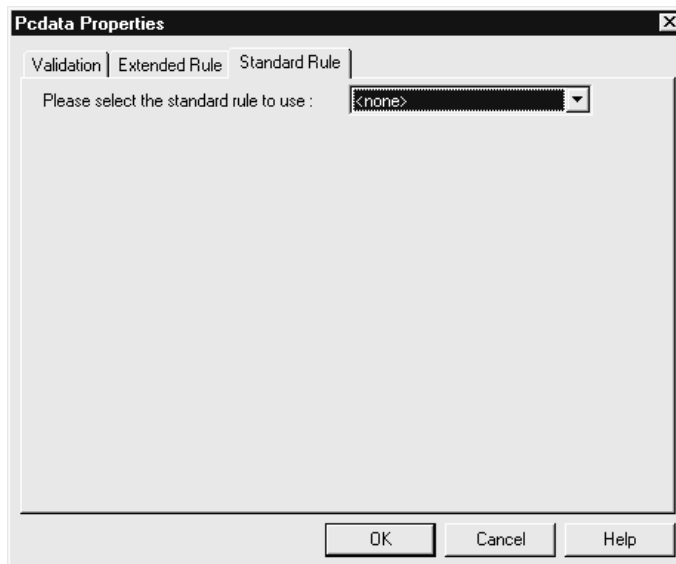 Pcdata Properties
Validation Extended Rule Standard Rule
Please select the standard rule to use : <none>
OK Cancel Help